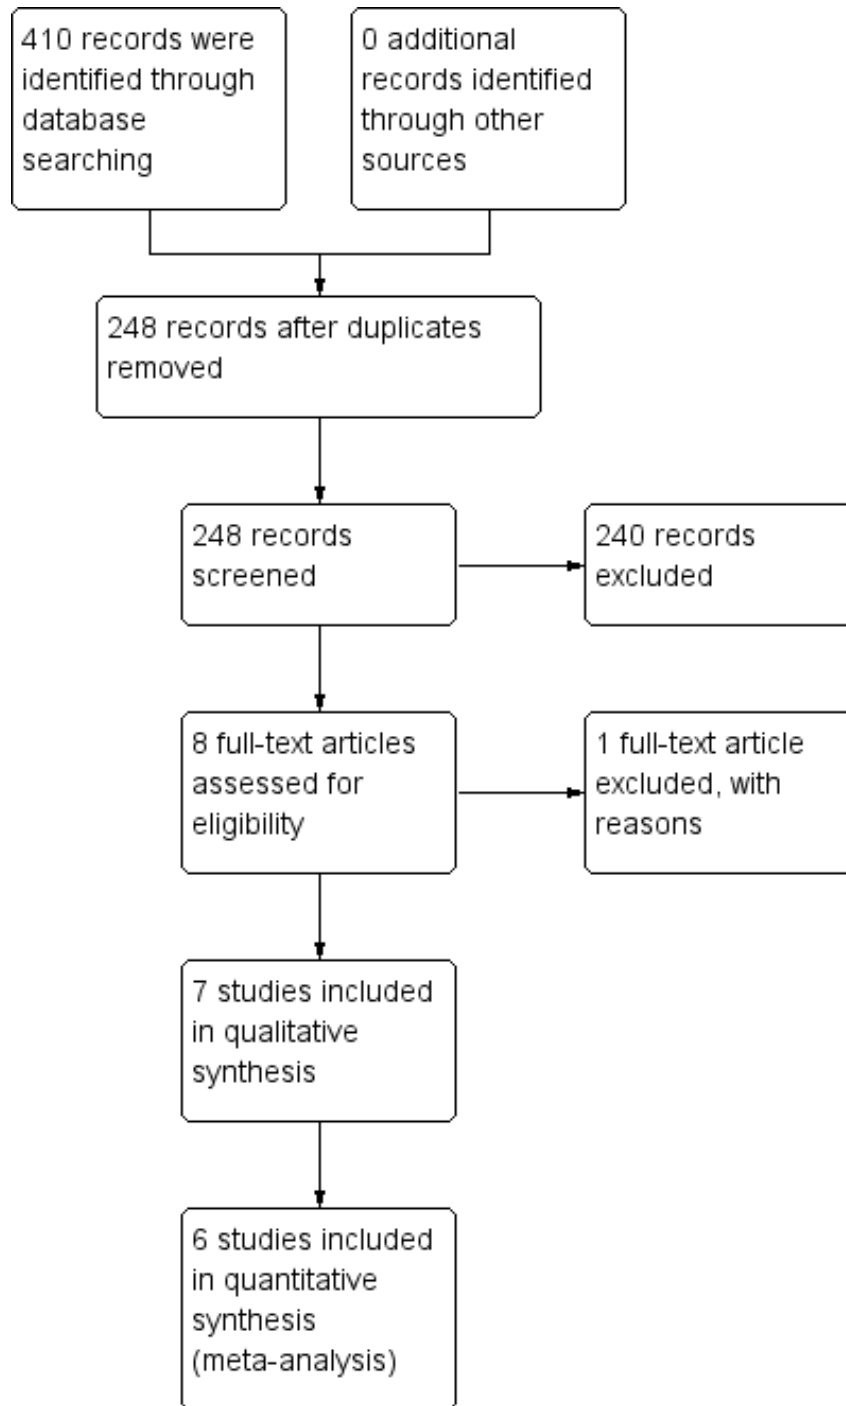 410 records were
identified through
database
searching
0 additional
records identified
through other
sources
248 records after duplicates
removed
248 records
screened
240 records
excluded
8 full-text articles
assessed for
eligibility
1 full-text article
excluded, with
reasons
7 studies included
in qualitative
synthesis
6 studies included
in quantitative
synthesis
(meta-analysis)